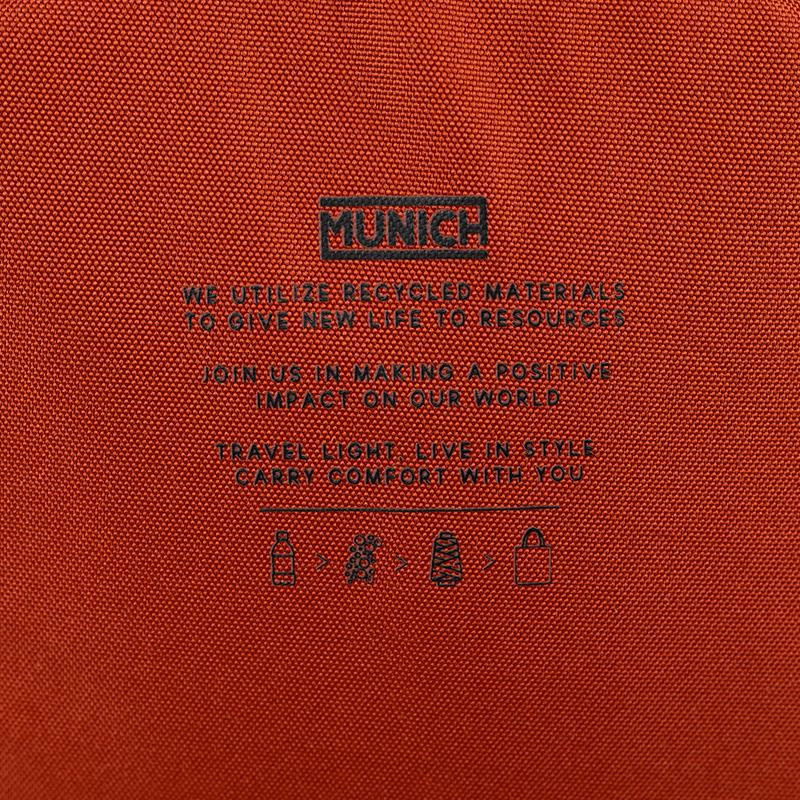 MUNICH
WE UTILIZE RECYCLED MATERIALS
TO GIVE NEW LIFE TO RESOURCES
JOIN US IN MAKING A POSITIVE
IMPACT ON OUR WORLD
TRAVEL LIGHT, LIVE IN STYLE
CARRY COMFORT WITH YOU
> > >